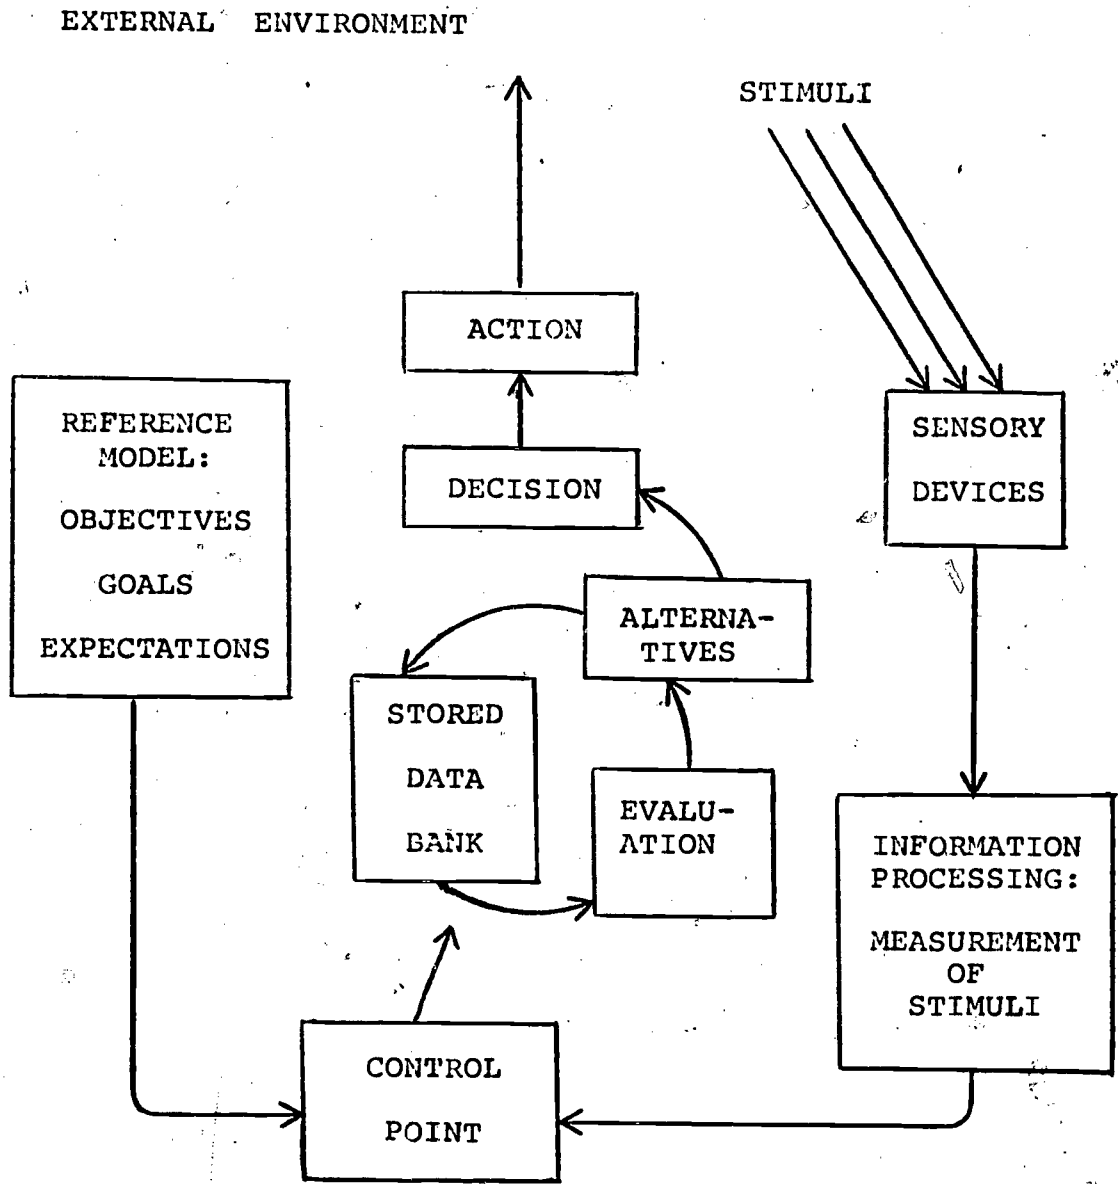 EXTERNAL ENVIRONMENT
STIMULI
ACTION
REFERENCE
MODEL:
OBJECTIVES
GOALS
EXPECTATIONS
DECISION
SENSORY
DEVICES
ALTERNA-
TIVES
STORED
DATA
BANK
EVALU-
ATION
INFORMATION
PROCESSING:
MEASUREMENT
OF
STIMULI
CONTROL
POINT